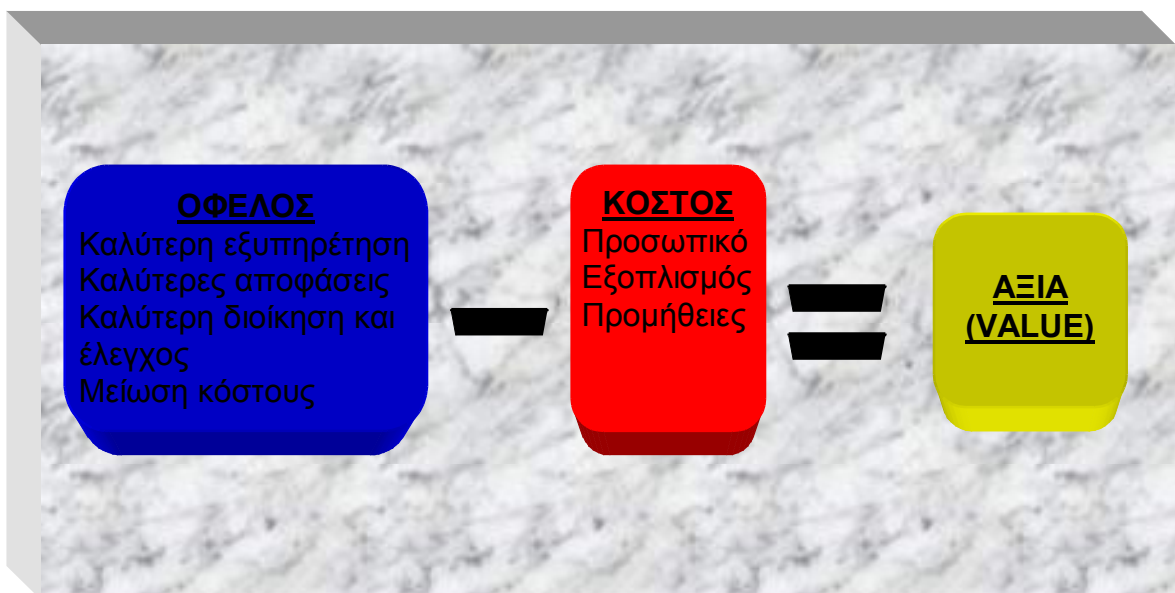 ΟΦΕΛΟΣ
Καλύτερη εξυπηρέτηση
Καλύτερες αποφάσεις
Καλύτερη διοίκηση και
έλεγχος
Μείωση κόστους
ΚΟΣΤΟΣ
Προσωπικό
Εξοπλισμός
Προμήθειες
ΑΞΙΑ
(VALUE)